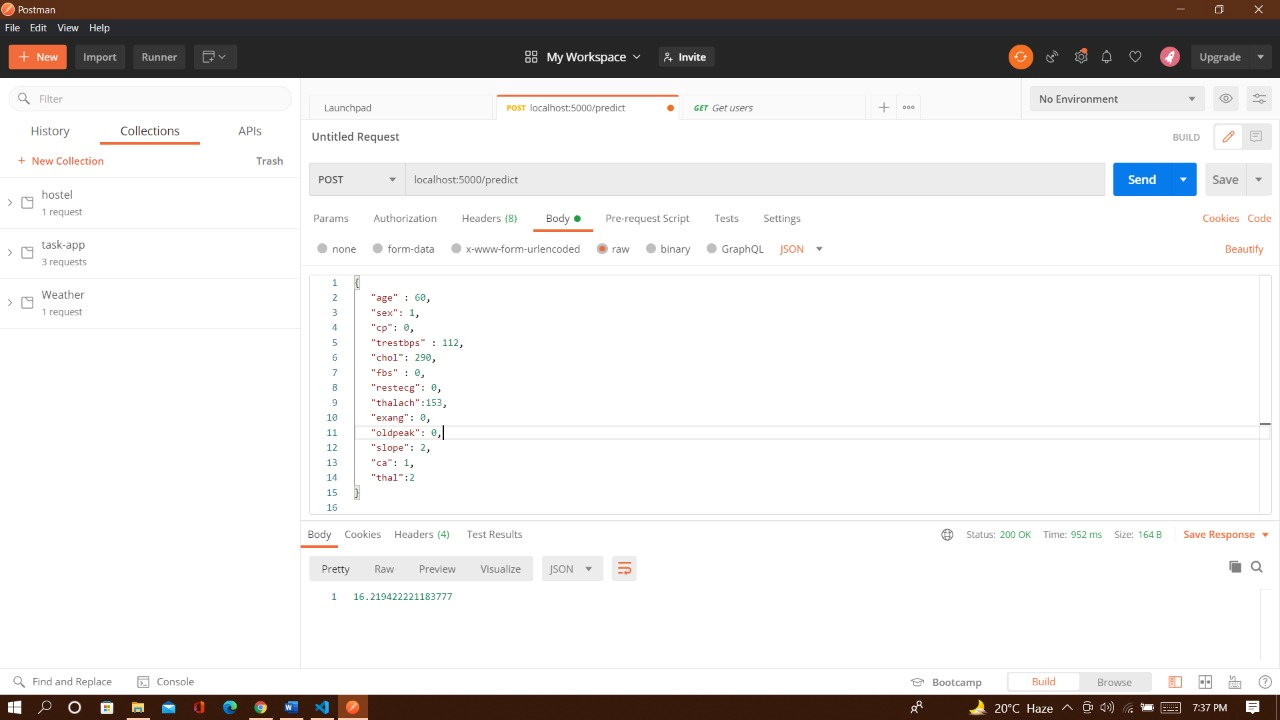 Postman
File Edit View Help
New Import Runner My Workspace Invite Upgrade
Filter
History Collections APIs
New Collection Trash
hostel
1 request
task-app
3 requests
Weather
1 request
Launchpad POST localhost:5000/predict GET Get users No Environment
Untitled Request BUILD
POST localhost:5000/predict Send Save
Params Authorization Headers (8) Body Pre-request Script Tests Settings Cookies Code
none form-data x-www-form-urlencoded raw binary GraphQL JSON Beautify
1 {
2 "age" : 60,
3 "sex": 1,
4 "cp": 0,
5 "trestbps" : 112,
6 "chol": 290,
7 "fbs" : 0,
8 "restecg": 0,
9 "thalach":153,
10 "exang": 0,
11 "oldpeak": 0,
12 "slope": 2,
13 "ca": 1,
14 "thal":2
15 }
16
Body Cookies Headers (4) Test Results Status: 200 OK Time: 952 ms Size: 164 B Save Response
Pretty Raw Preview Visualize JSON
1 16.219422221183777
Find and Replace Console Bootcamp Build Browse
20°C Haze 7:37 PM